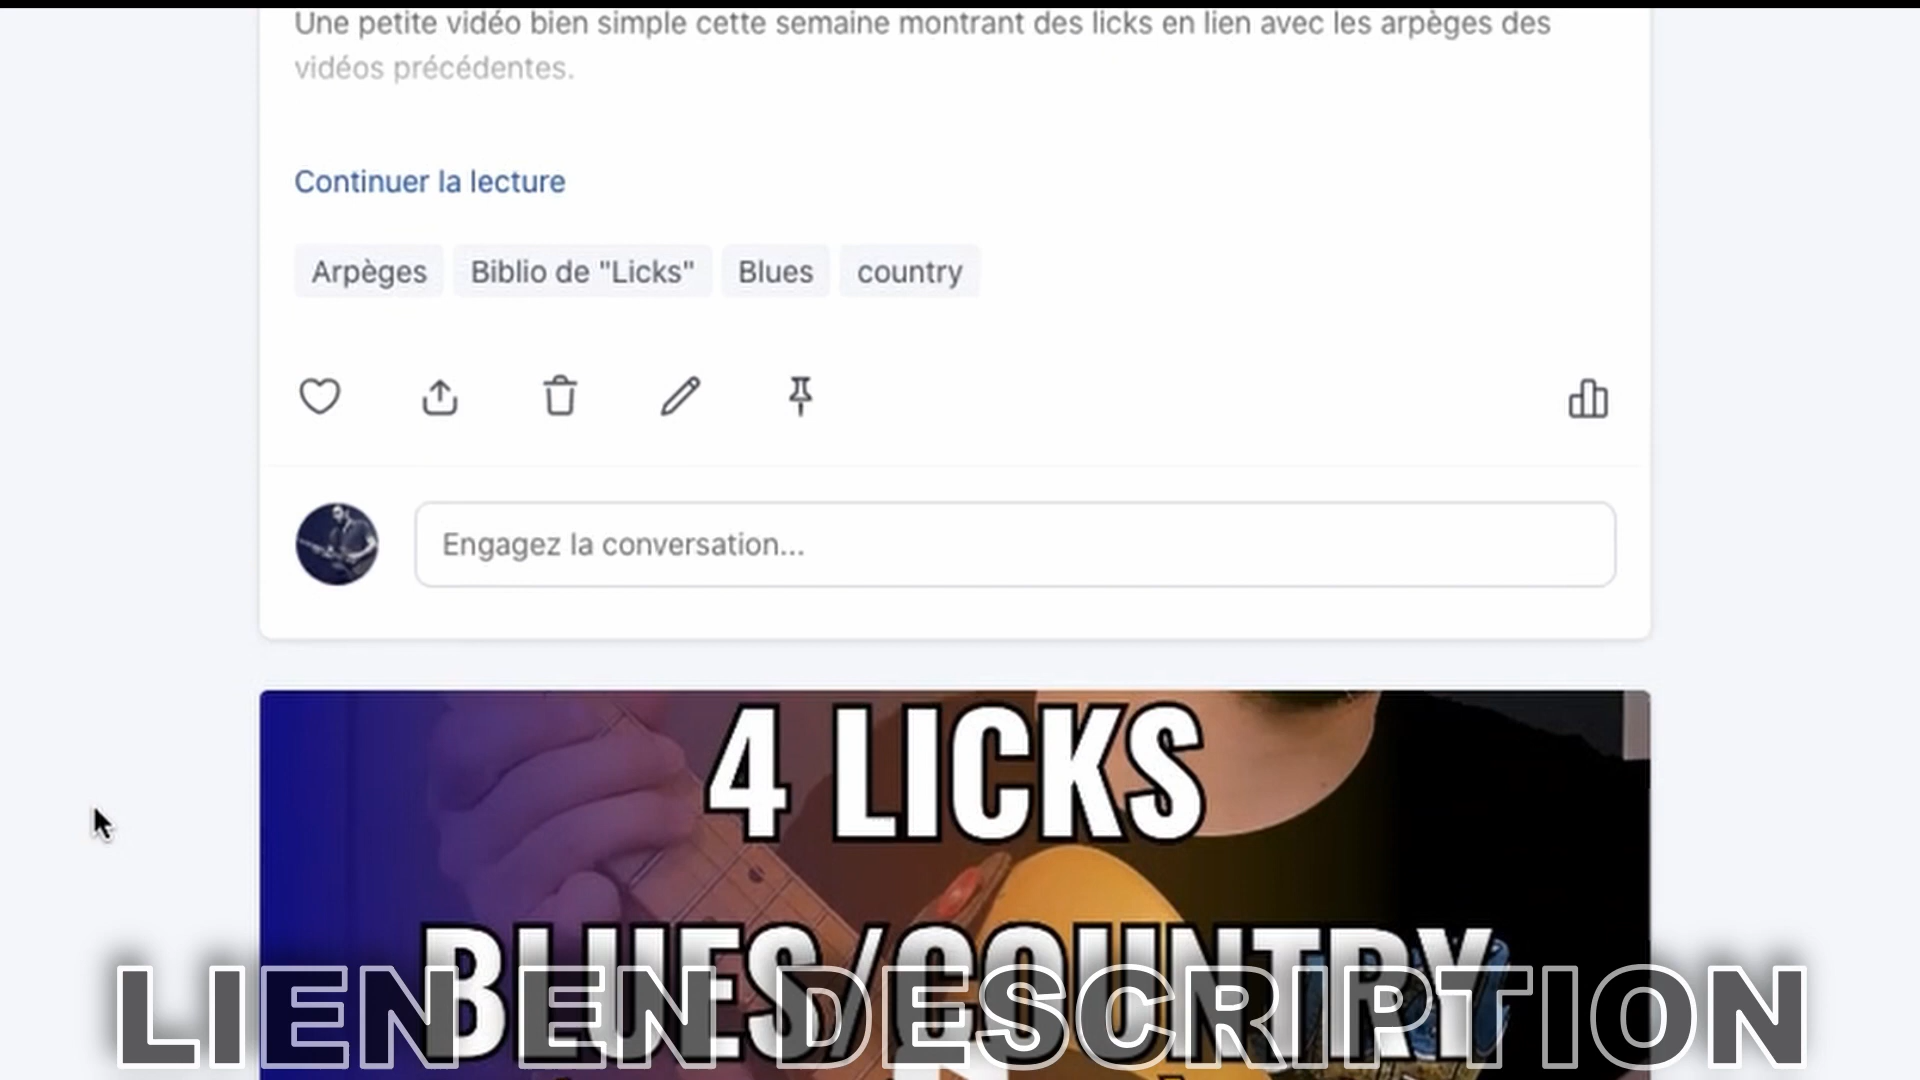 Une petite vidéo bien simple cette semaine montrant des licks en lien avec les arpèges des
vidéos précédentes.
Continuer la lecture
Arpèges Biblio de "Licks" Blues country
Engagez la conversation...
4 LICKS
BLUES/COUNTRY
LIEN EN DESCRIPTION